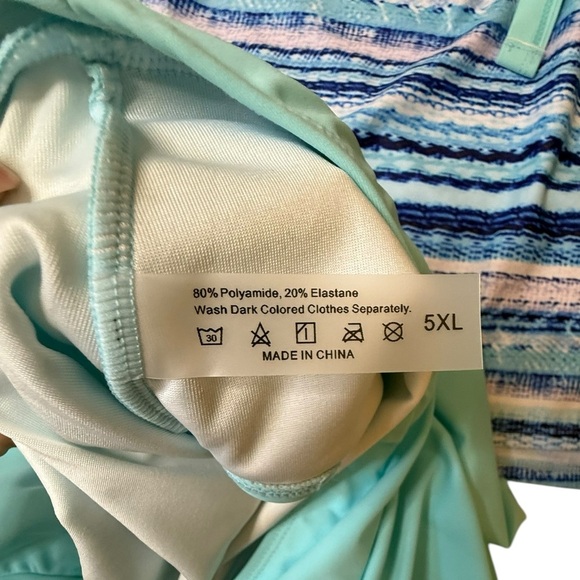 80% Polyamide, 20% Elastane
Wash Dark Colored Clothes Separately.
30
5XL
MADE IN CHINA